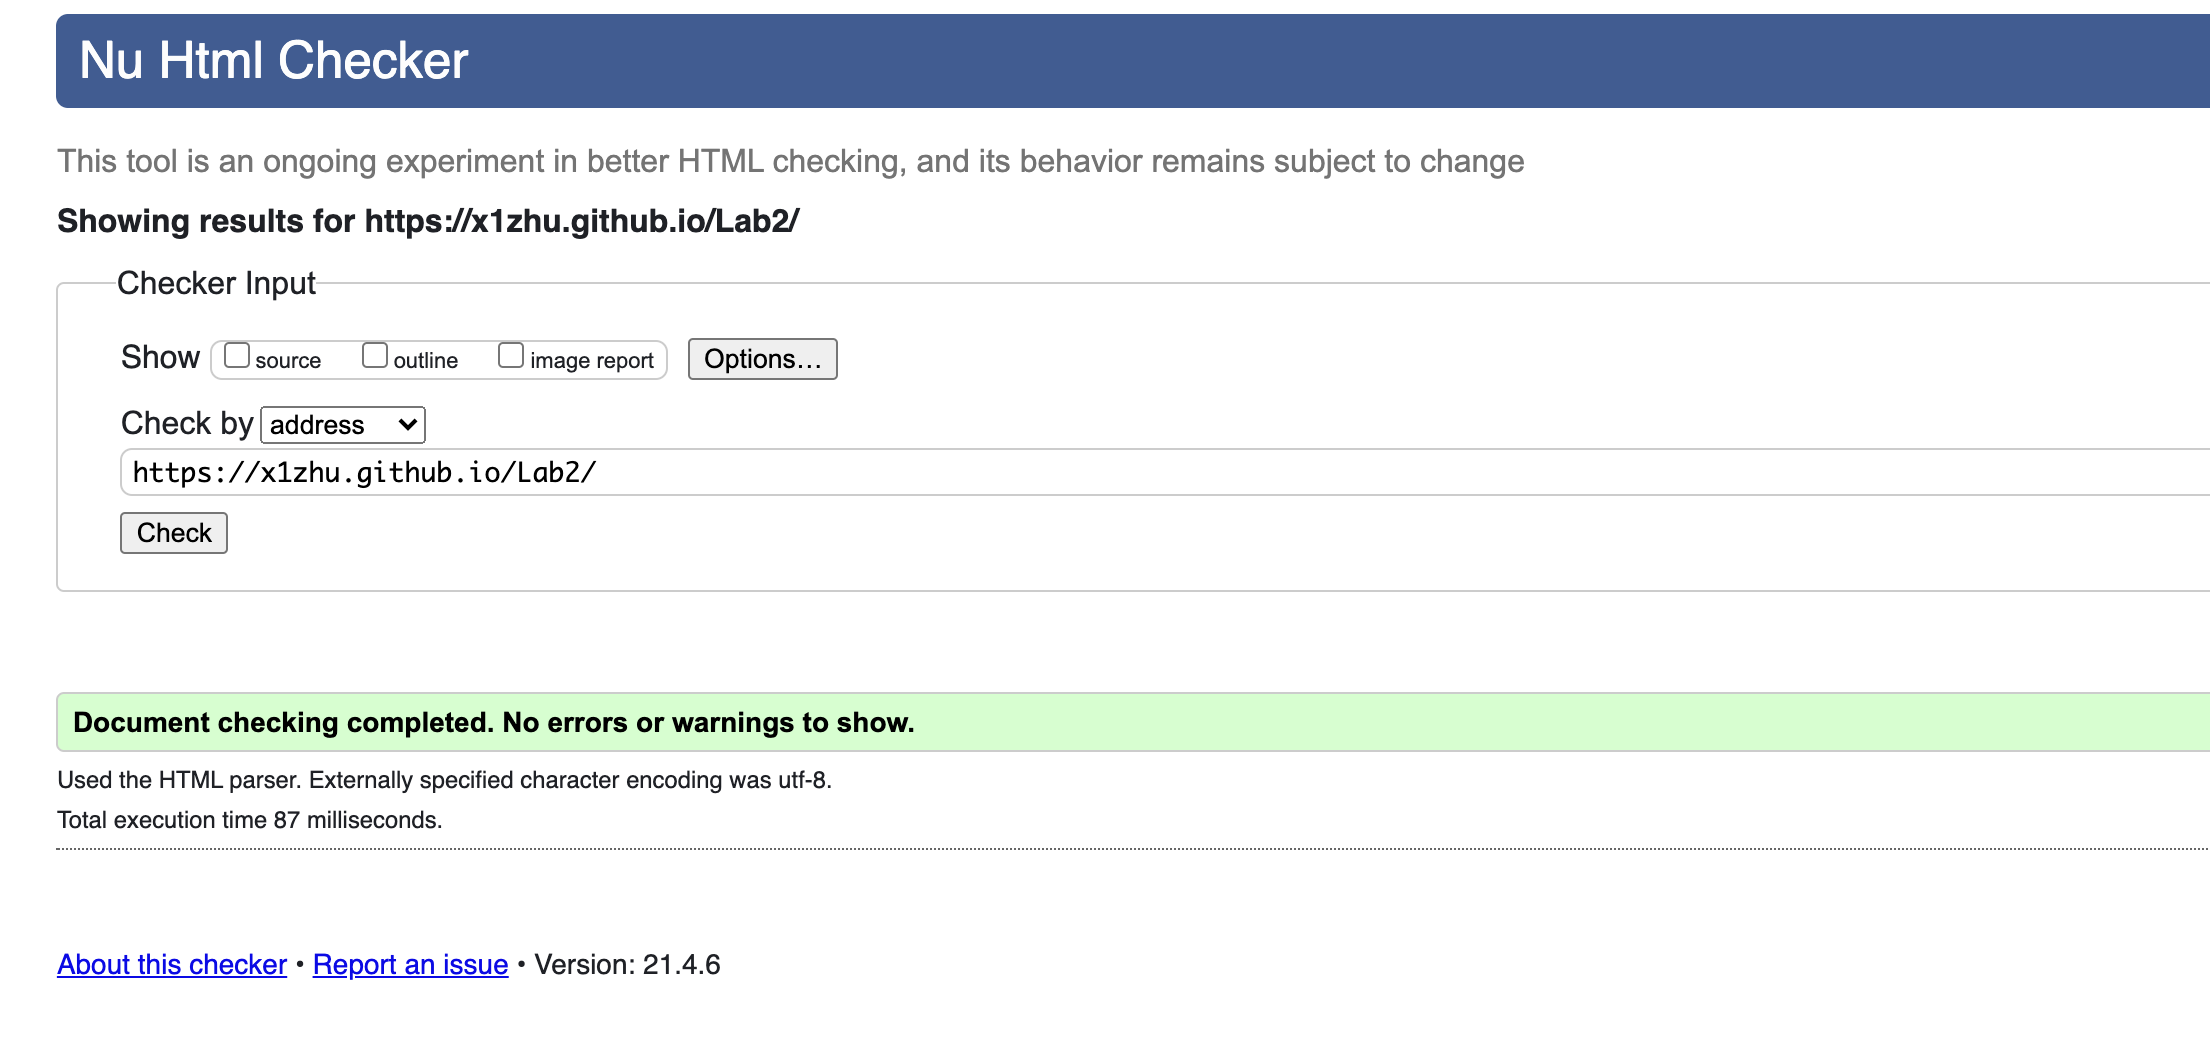 Nu Html Checker
This tool is an ongoing experiment in better HTML checking, and its behavior remains subject to change
Showing results for https://x1zhu.github.io/Lab2/
Checker Input
Show source outline image report Options...
Check by address
https://x1zhu.github.io/Lab2/
Check
Document checking completed. No errors or warnings to show.
Used the HTML parser. Externally specified character encoding was utf-8.
Total execution time 87 milliseconds.
About this checker • Report an issue • Version: 21.4.6